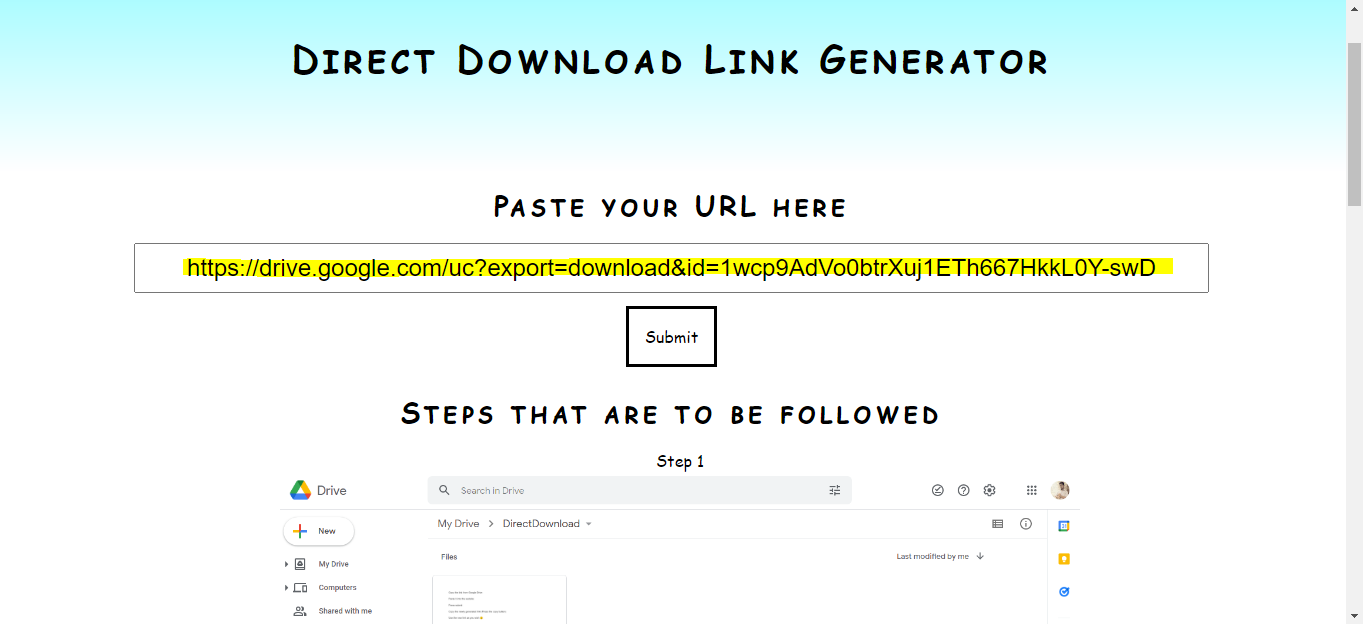 Direct Download Link Generator
Paste your URL here
https://drive.google.com/uc?export=download&id=1wcp9AdVo0btrXuj1ETh667HkkL0Y-swD
Submit
Steps that are to be followed
Step 1
Drive
Search in Drive
New
My Drive
DirectDownload
Files
Last modified by me
My Drive
Computers
Shared with me